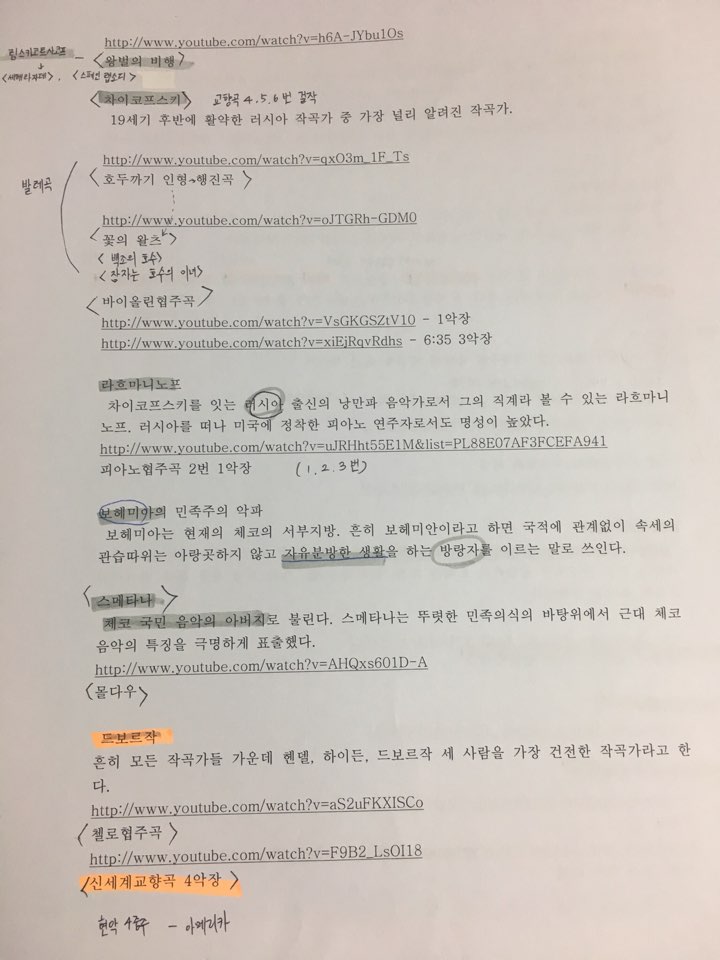 http://www.youtube.com/watch?v=h6A-JYbu1Os
림스키코르사코프 - <왕벌의 비행>
↓
<세헤라자데>, <스페인 랩소디>
<차이코프스키> 교향곡 4.5.6번 걸작
19세기 후반에 활약한 러시아 작곡가 중 가장 널리 알려진 작곡가.
http://www.youtube.com/watch?v=qxO3m_1F_Ts
발레곡
<호두까기 인형→행진곡>
http://www.youtube.com/watch?v=oJTGRh-GDM0
<꽃의 왈츠>
<백조의 호수>
<잠자는 호수의 미녀>
<바이올린협주곡>
http://www.youtube.com/watch?v=VsGKGSZtV10 - 1악장
http://www.youtube.com/watch?v=xiEjRqvRdhs - 6:35 3악장
라흐마니노프
차이코프스키를 잇는 러시아 출신의 낭만파 음악가로서 그의 직계라 볼 수 있는 라흐마니
노프. 러시아를 떠나 미국에 정착한 피아노 연주자로서도 명성이 높았다.
http://www.youtube.com/watch?v=uJRHht55E1M&list=PL88E07AF3FCEFA941
피아노협주곡 2번 1악장 (1.2.3번)
보헤미아의 민족주의 악파
보헤미아는 현재의 체코의 서부지방. 흔히 보헤미안이라고 하면 국적에 관계없이 속세의
관습따위는 아랑곳하지 않고 자유분방한 생활을 하는 방랑자를 이르는 말로 쓰인다.
<스메타나>
체코 국민 음악의 아버지로 불린다. 스메타나는 뚜렷한 민족의식의 바탕위에서 근대 체코
음악의 특징을 극명하게 표출했다.
http://www.youtube.com/watch?v=AHQxs601D-A
<몰다우>
드보르작
흔히 모든 작곡가들 가운데 헨델, 하이든, 드보르작 세 사람을 가장 건전한 작곡가라고 한
다.
http://www.youtube.com/watch?v=aS2uFKXISCo
<첼로협주곡>
http://www.youtube.com/watch?v=F9B2_LsOI18
<신세계교향곡 4악장>
현악 4중주 - 아메리카